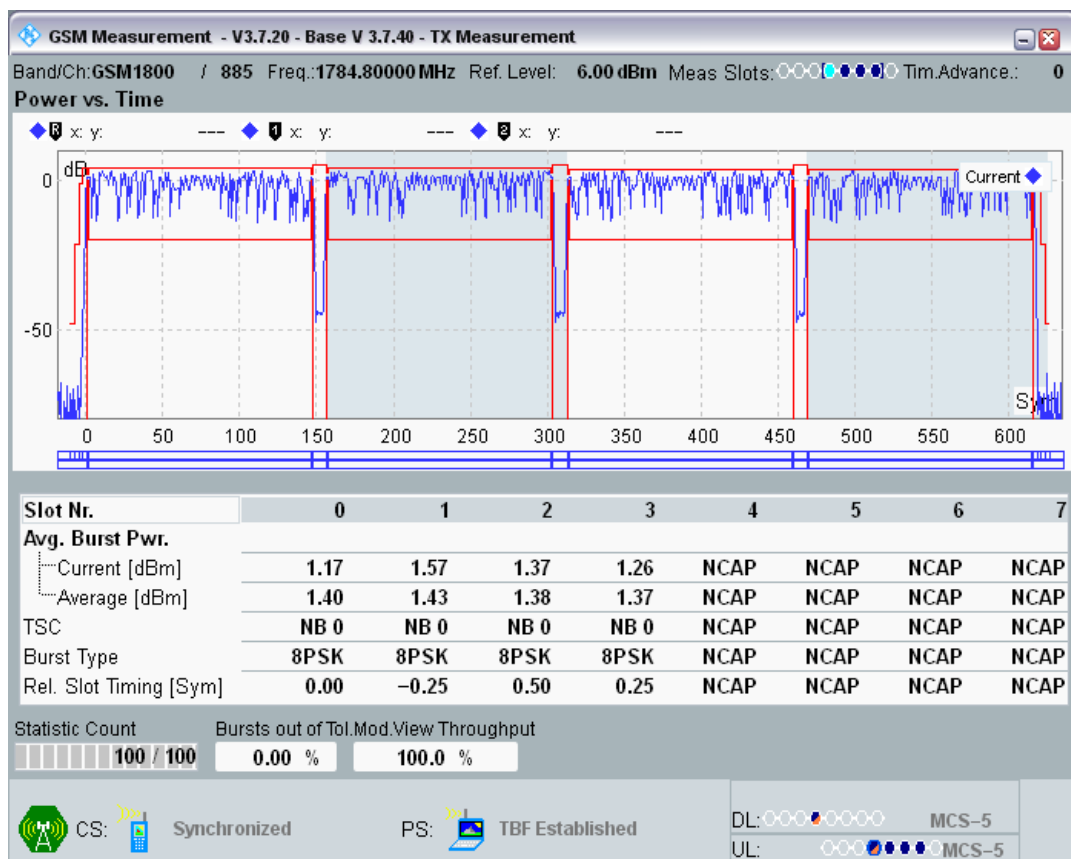 GSM Measurement - V3.7.20 - Base V 3.7.40 - TX Measurement
Band/Ch:GSM1800 / 885 Freq.:1784.80000 MHz Ref. Level: 6.00 dBm Meas Slots: Tim.Advance.: 0
Power vs. Time
R x: y: --- 1 x: y: --- 2 x: y: ---
dB
Current
0
-50
Sym
0 50 100 150 200 250 300 350 400 450 500 550 600
Slot Nr. 0 1 2 3 4 5 6 7
Avg. Burst Pwr.
Current [dBm] 1.17 1.57 1.37 1.26 NCAP NCAP NCAP NCAP
Average [dBm] 1.40 1.43 1.38 1.37 NCAP NCAP NCAP NCAP
TSC NB 0 NB 0 NB 0 NB 0 NCAP NCAP NCAP NCAP
Burst Type 8PSK 8PSK 8PSK 8PSK NCAP NCAP NCAP NCAP
Rel. Slot Timing [Sym] 0.00 −0.25 0.50 0.25 NCAP NCAP NCAP NCAP
Statistic Count Bursts out of Tol.Mod.View Throughput
100 / 100 0.00 % 100.0 %
CS: Synchronized PS: TBF Established
DL: MCS−5
UL: MCS−5